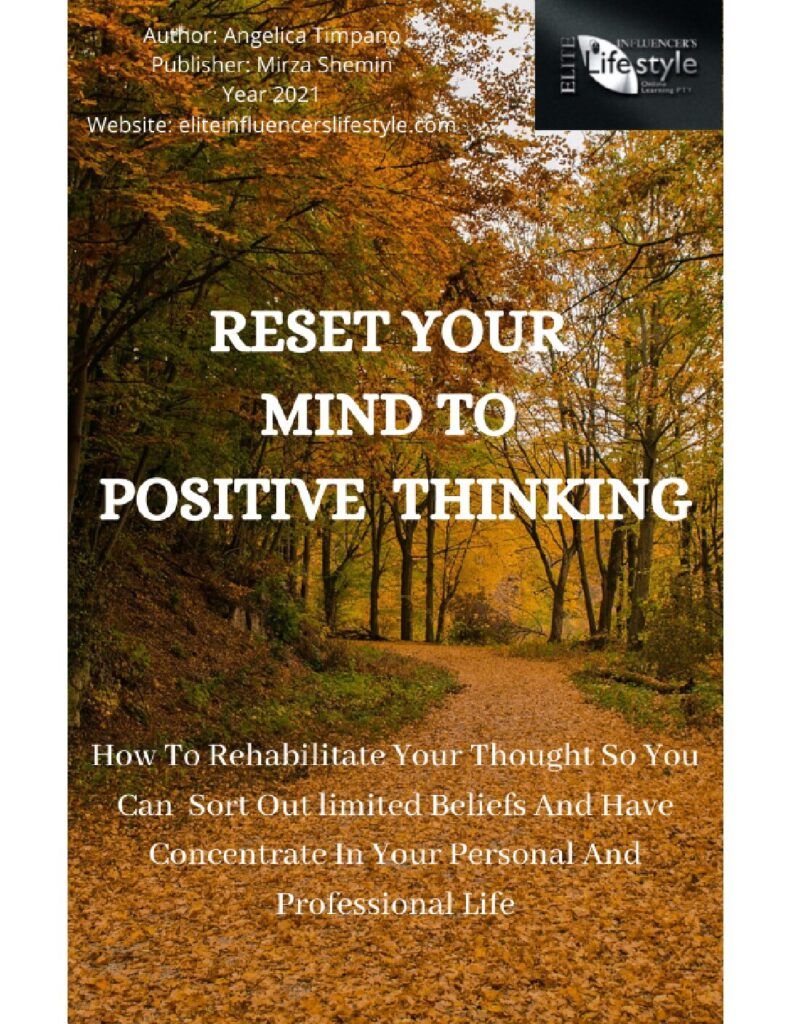 Author: Angelica Timpano
Publisher: Mirza Shemin
Year 2021
Website: eliteinfluencerslifestyle.com
ELITE
INFLUENCER'S
Lifestyle
Online
Learning PTY
RESET YOUR
MIND TO
POSITIVE THINKING
How To Rehabilitate Your Thought So You
Can Sort Out limited Beliefs And Have
Concentrate In Your Personal And
Professional Life